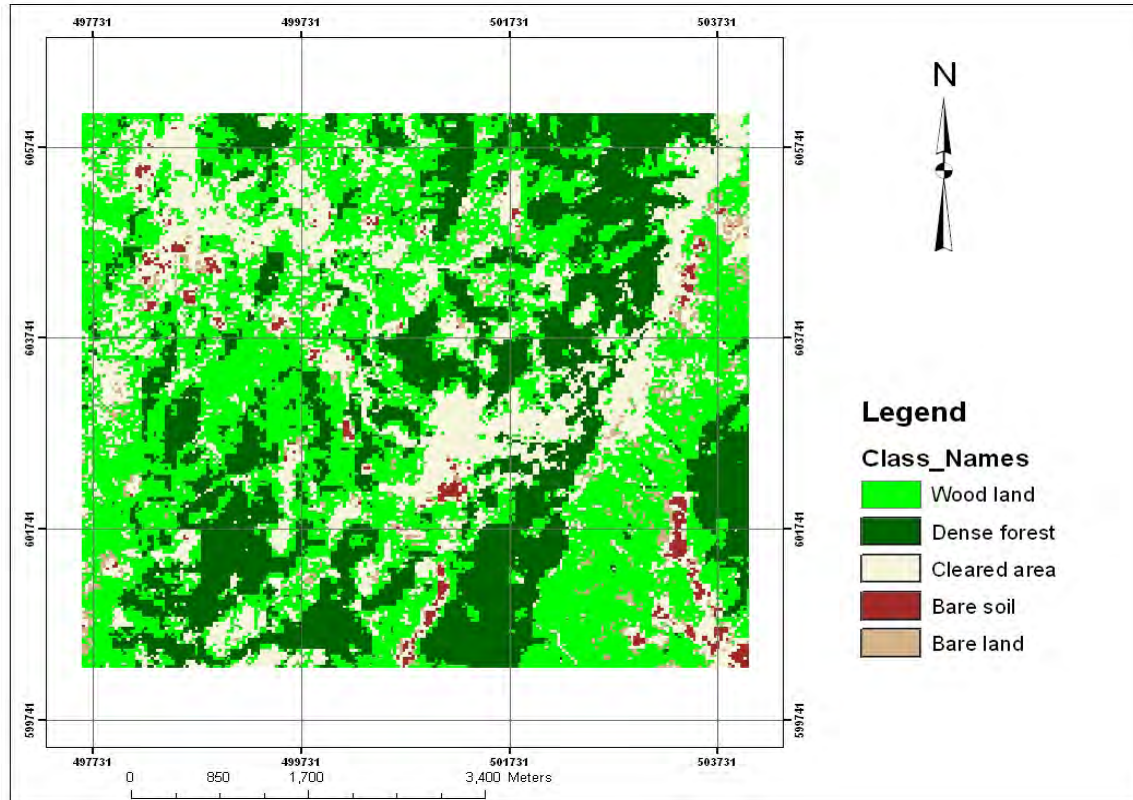 497731 499731 501731 503731
N
605741 605741
603741 603741
Legend
Class_Names
Wood land
Dense forest
Cleared area
Bare soil
Bare land
601741 601741
599741 599741
497731 499731 501731 503731
0 850 1,700 3,400 Meters